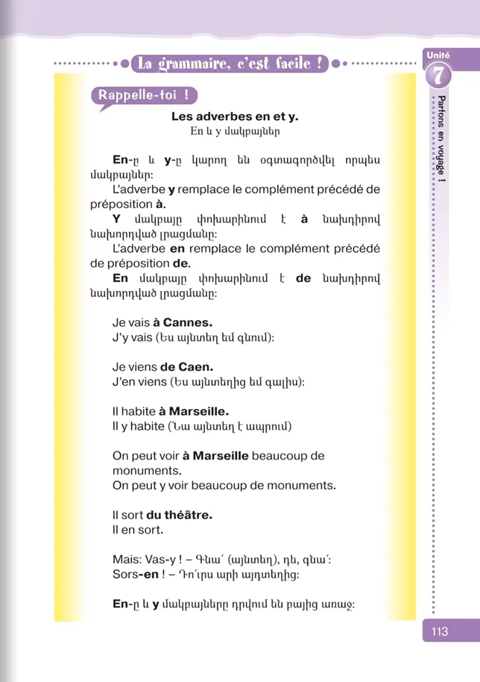 La grammaire, c'est facile !
Unité
7
Partons en voyage !
Rappelle-toi !
Les adverbes en et y.
En և y մակբայներ
En-ը և y-ը կարող են օգտագործվել որպես
մակբայներ:
L'adverbe y remplace le complément précédé de
préposition à.
Y մակբայը փոխարինում է à նախդիրով
նախորդված լրացմանը:
L'adverbe en remplace le complément précédé
de préposition de.
En մակբայը փոխարինում է de նախդիրով
նախորդված լրացմանը:
Je vais à Cannes.
J'y vais (Ես այնտեղ եմ գնում):
Je viens de Caen.
J'en viens (Ես այնտեղից եմ գալիս):
Il habite à Marseille.
Il y habite (Նա այնտեղ է ապրում)
On peut voir à Marseille beaucoup de
monuments.
On peut y voir beaucoup de monuments.
Il sort du théâtre.
Il en sort.
Mais: Vas-y ! – Գնա՛ (այնտեղ), դե, գնա՛:
Sors-en ! – Դո՛ւրս արի այդտեղից:
En-ը և y մակբայները դրվում են բայից առաջ:
113